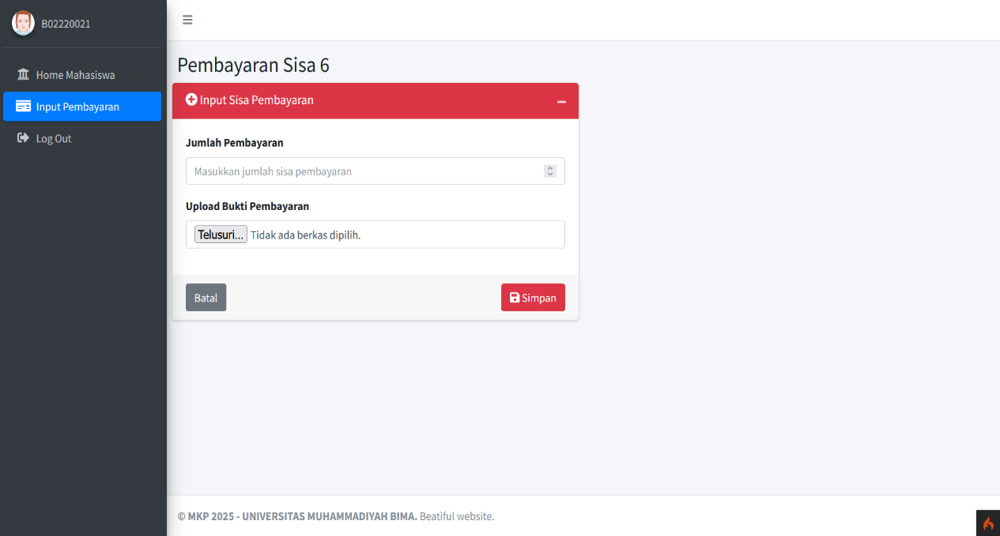 B02220021
Home Mahasiswa
Input Pembayaran
Log Out
Pembayaran Sisa 6
Input Sisa Pembayaran
Jumlah Pembayaran
Masukkan jumlah sisa pembayaran
Upload Bukti Pembayaran
Telusuri... Tidak ada berkas dipilih.
Batal
Simpan
© MKP 2025 - UNIVERSITAS MUHAMMADIYAH BIMA. Beatiful website.